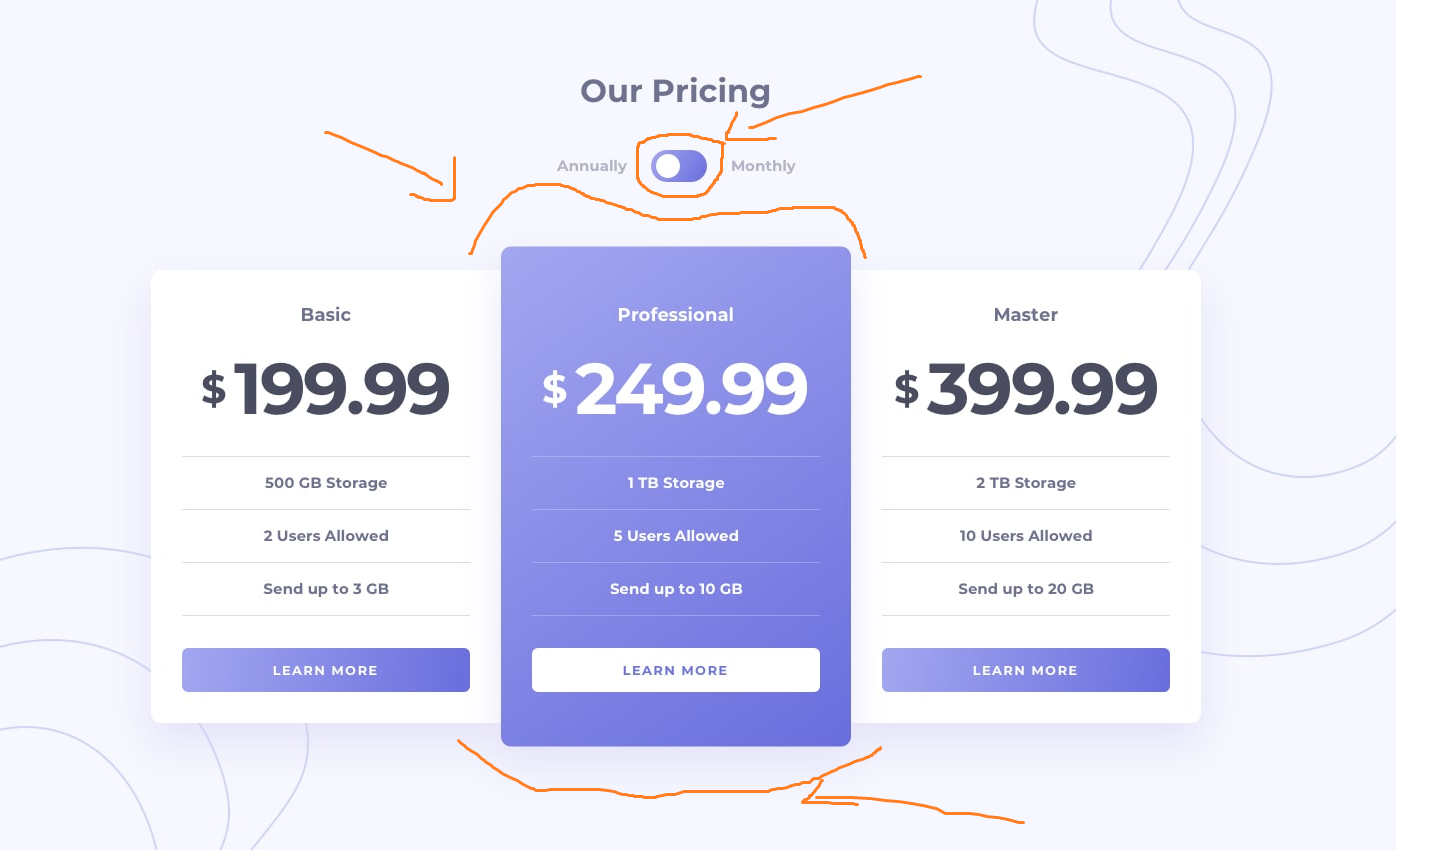 Our Pricing
Annually Monthly
Basic
$199.99
500 GB Storage
2 Users Allowed
Send up to 3 GB
LEARN MORE
Professional
$249.99
1 TB Storage
5 Users Allowed
Send up to 10 GB
LEARN MORE
Master
$399.99
2 TB Storage
10 Users Allowed
Send up to 20 GB
LEARN MORE